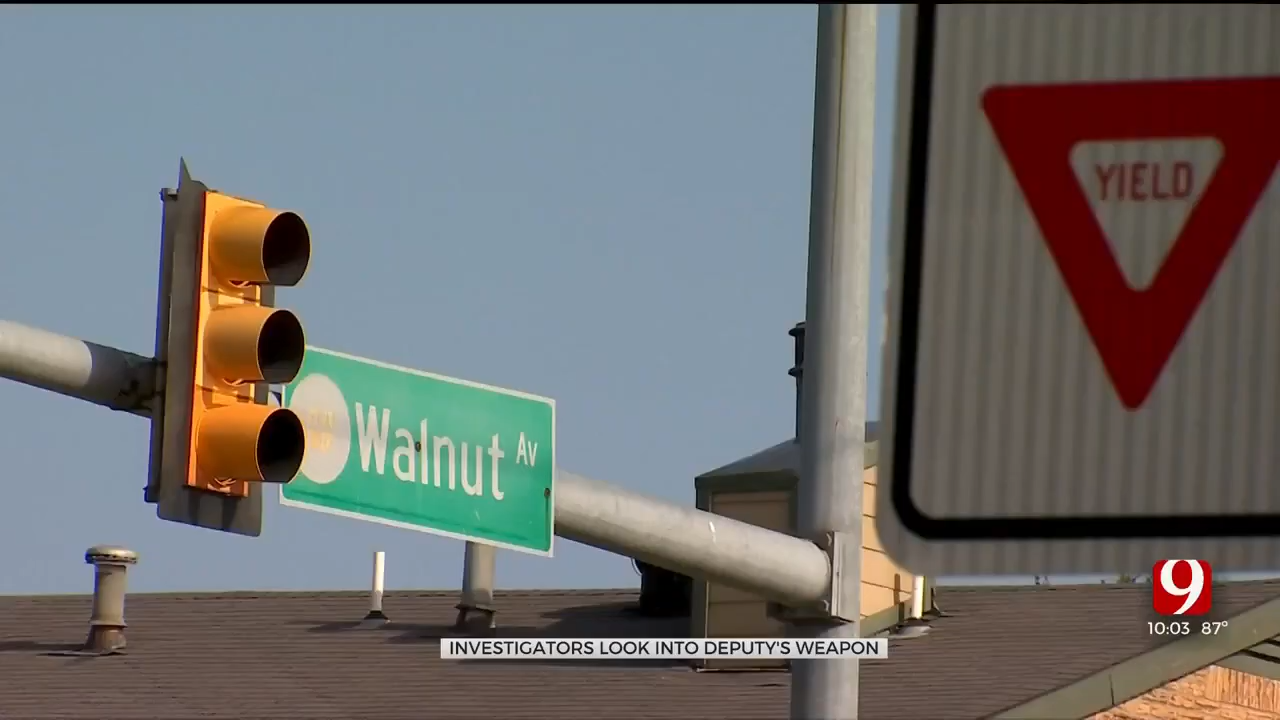 Walnut Av
YIELD
9
10:03 87°
INVESTIGATORS LOOK INTO DEPUTY'S WEAPON